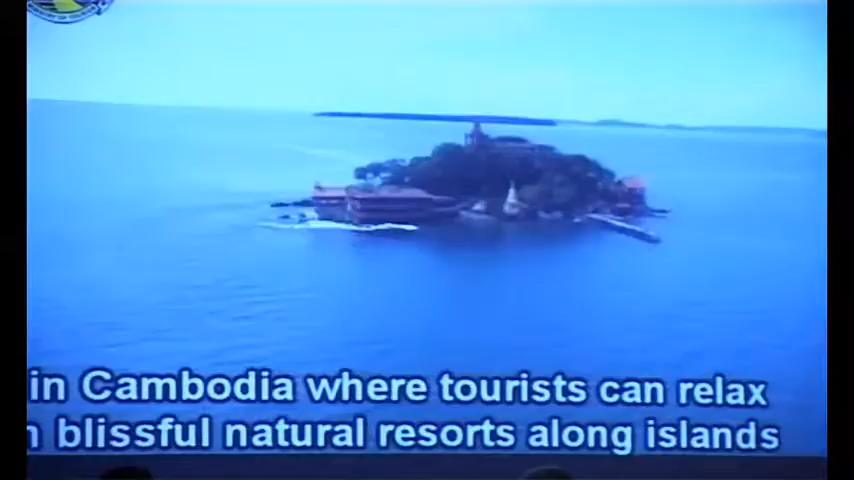 in Cambodia where tourists can relax
blissful natural resorts along islands